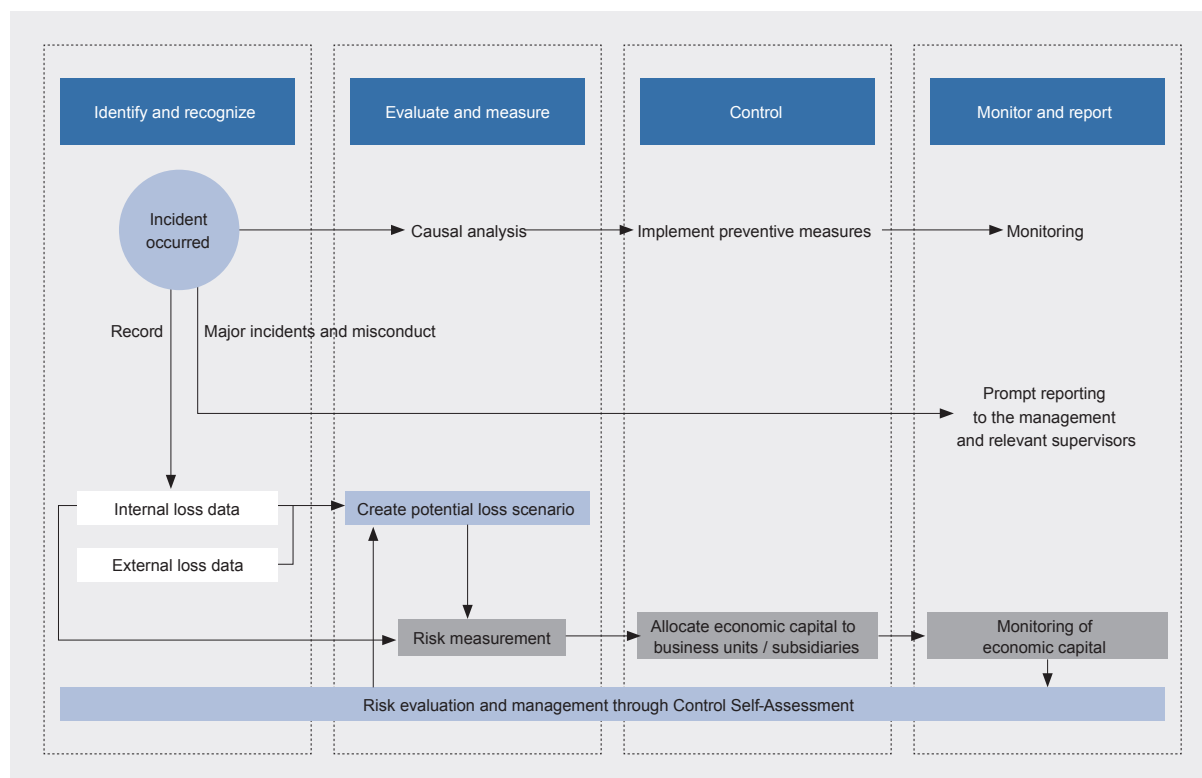 Identify and recognize
Evaluate and measure
Control
Monitor and report
Incident
occurred
Causal analysis
Implement preventive measures
Monitoring
Record
Major incidents and misconduct
Prompt reporting
to the management
and relevant supervisors
Internal loss data
Create potential loss scenario
External loss data
Risk measurement
Allocate economic capital to
business units / subsidiaries
Monitoring of
economic capital
Risk evaluation and management through Control Self-Assessment